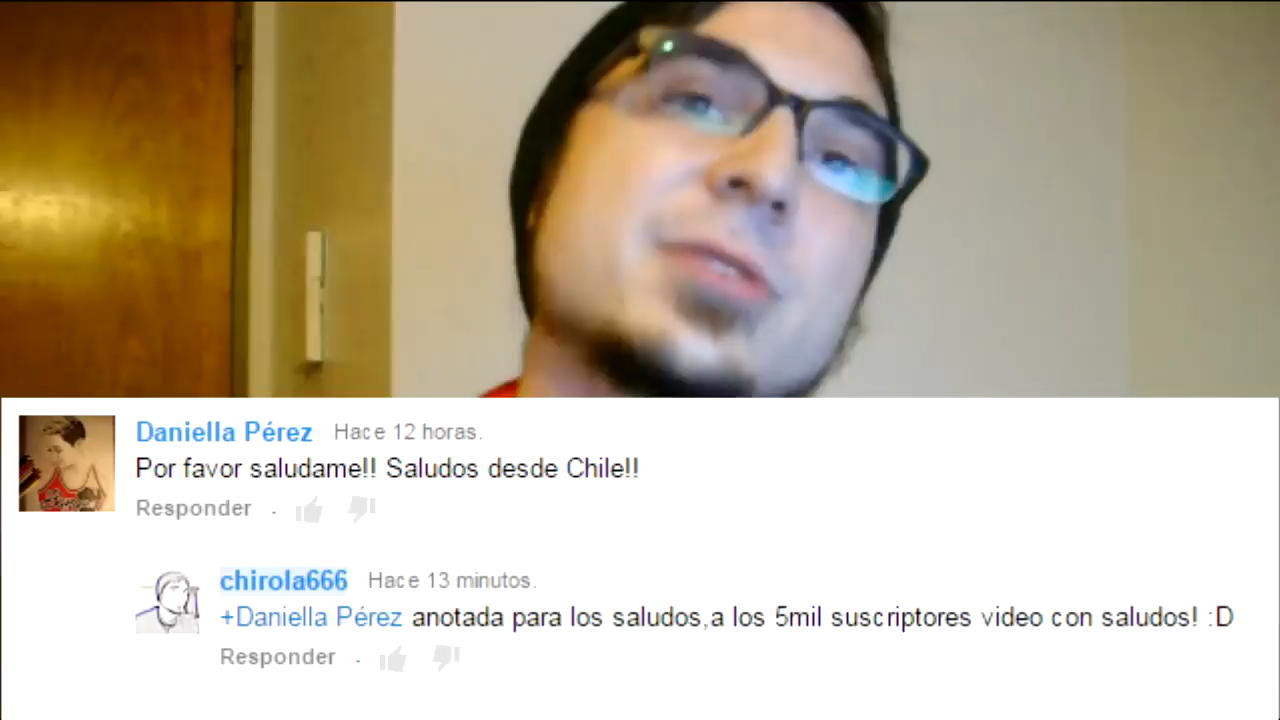 Daniella Pérez Hace 12 horas.
Por favor saludame!! Saludos desde Chile!!
Responder .
chirola666 Hace 13 minutos.
+Daniella Pérez anotada para los saludos,a los 5mil suscriptores video con saludos! :D
Responder .